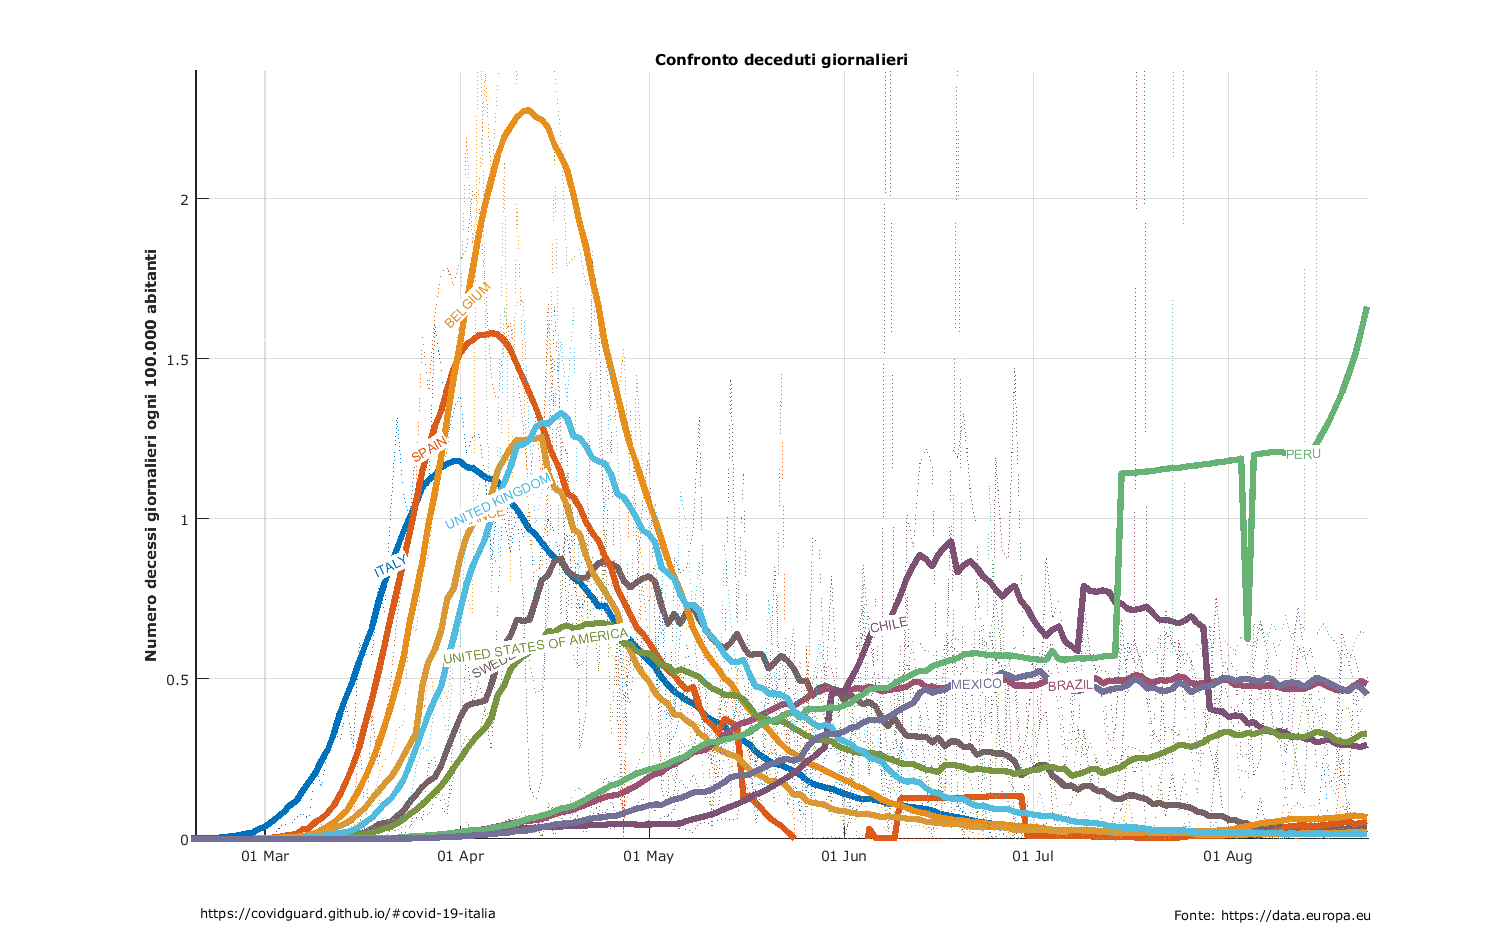 Confronto deceduti giornalieri
Numero decessi giornalieri ogni 100.000 abitanti
2
1.5
1
0.5
0
BELGIUM
SPAIN
UNITED KINGDOM
ITALY
UNITED STATES OF AMERICA
CHILE
MEXICO
BRAZIL
PERU
01 Mar
01 Apr
01 May
01 Jun
01 Jul
01 Aug
https://covidguard.github.io/#covid-19-italia
Fonte: https://data.europa.eu